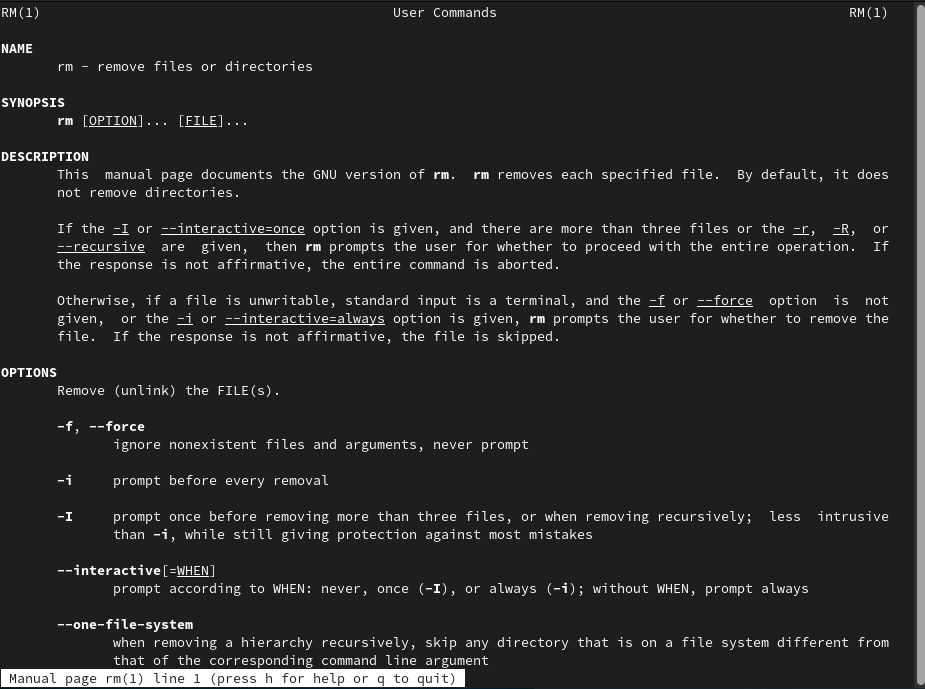 RM(1) User Commands RM(1)
NAME
rm - remove files or directories
SYNOPSIS
rm [OPTION]... [FILE]...
DESCRIPTION
This manual page documents the GNU version of rm. rm removes each specified file. By default, it does
not remove directories.
If the -I or --interactive=once option is given, and there are more than three files or the -r, -R, or
--recursive are given, then rm prompts the user for whether to proceed with the entire operation. If
the response is not affirmative, the entire command is aborted.
Otherwise, if a file is unwritable, standard input is a terminal, and the -f or --force option is not
given, or the -i or --interactive=always option is given, rm prompts the user for whether to remove the
file. If the response is not affirmative, the file is skipped.
OPTIONS
Remove (unlink) the FILE(s).
-f, --force
ignore nonexistent files and arguments, never prompt
-i prompt before every removal
-I prompt once before removing more than three files, or when removing recursively; less intrusive
than -i, while still giving protection against most mistakes
--interactive[=WHEN]
prompt according to WHEN: never, once (-I), or always (-i); without WHEN, prompt always
--one-file-system
when removing a hierarchy recursively, skip any directory that is on a file system different from
that of the corresponding command line argument
Manual page rm(1) line 1 (press h for help or q to quit)